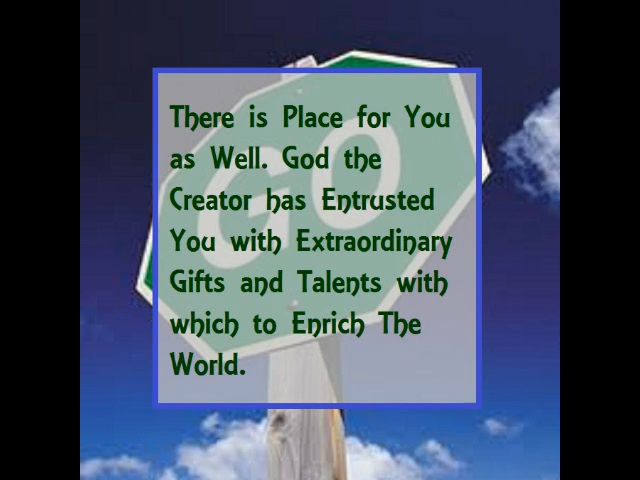 There is Place for You
as Well. God the
Creator has Entrusted
You with Extraordinary
Gifts and Talents with
which to Enrich The
World.
GO